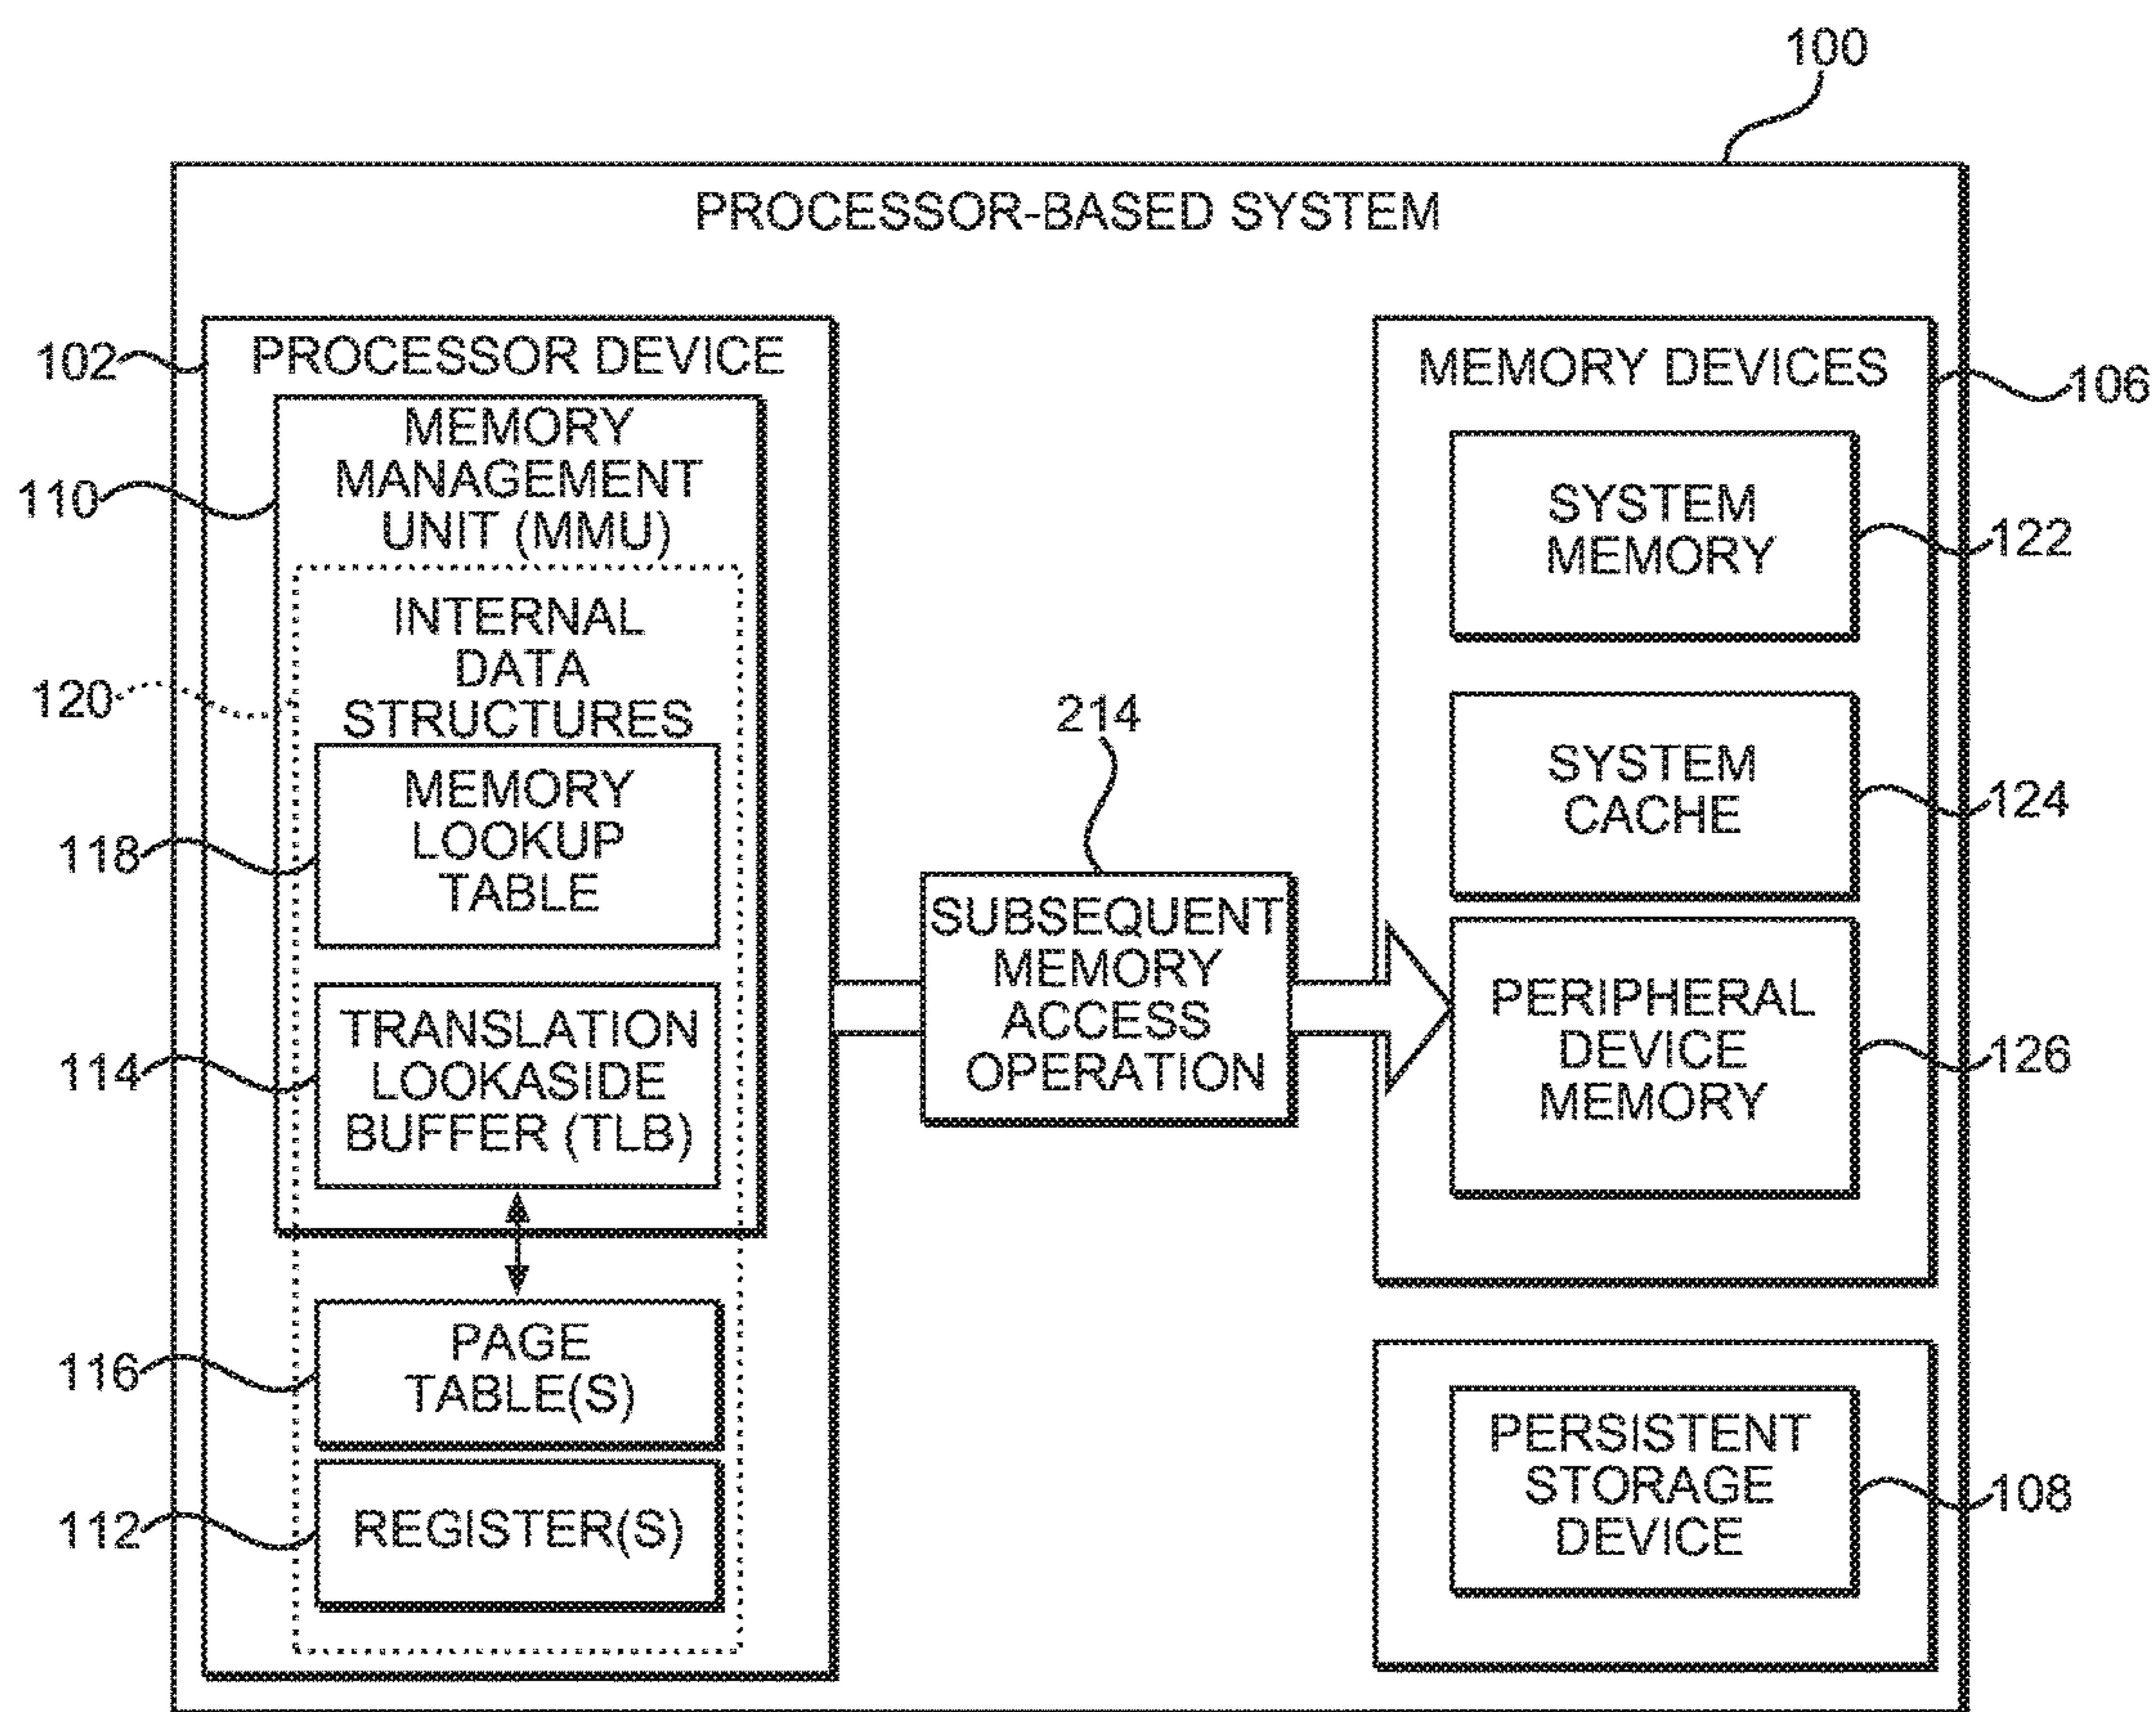 100
PROCESSOR-BASED SYSTEM
102
PROCESSOR DEVICE
110
MEMORY
MANAGEMENT
UNIT (MMU)
120
INTERNAL
DATA
STRUCTURES
118
MEMORY
LOOKUP
TABLE
114
TRANSLATION
LOOKASIDE
BUFFER (TLB)
116
PAGE
TABLE(S)
112
REGISTER(S)
214
SUBSEQUENT
MEMORY
ACCESS
OPERATION
MEMORY DEVICES
106
SYSTEM
MEMORY
122
SYSTEM
CACHE
124
PERIPHERAL
DEVICE
MEMORY
126
PERSISTENT
STORAGE
DEVICE
108